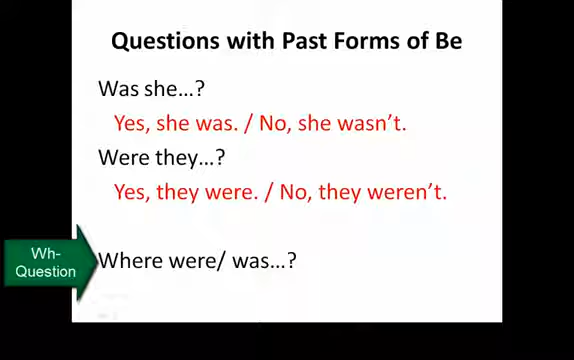 Questions with Past Forms of Be
Was she…?
Yes, she was. / No, she wasn't.
Were they…?
Yes, they were. / No, they weren't.
Wh-
Question
Where were/ was…?